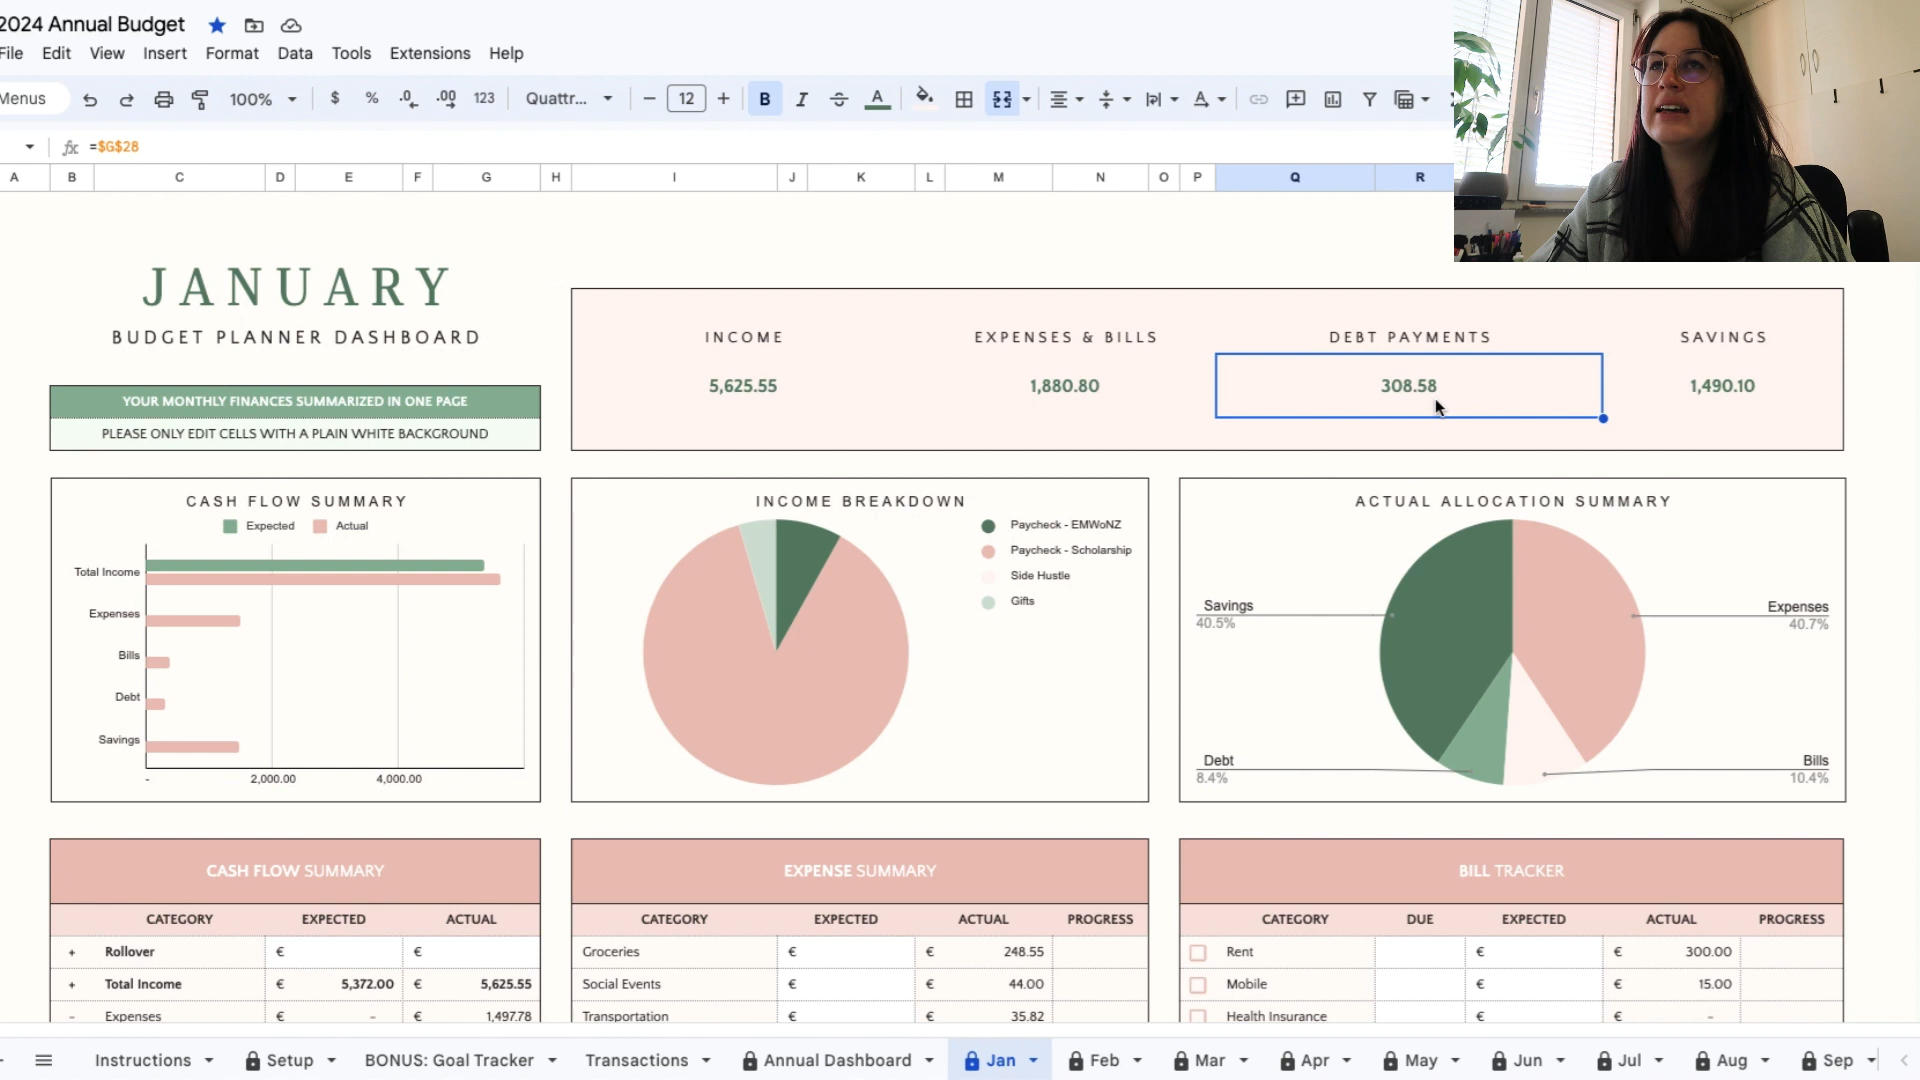 2024 Annual Budget
File Edit View Insert Format Data Tools Extensions Help
Menus 100% $ % .0 .00 123 Quattr... 12 B I A
fx =$G$28
A B C D E F G H I J K L M N O P Q R
JANUARY
BUDGET PLANNER DASHBOARD
YOUR MONTHLY FINANCES SUMMARIZED IN ONE PAGE
PLEASE ONLY EDIT CELLS WITH A PLAIN WHITE BACKGROUND
INCOME EXPENSES & BILLS DEBT PAYMENTS SAVINGS
5,625.55 1,880.80 308.58 1,490.10
CASH FLOW SUMMARY
Expected Actual
Total Income
Expenses
Bills
Debt
Savings
- 2,000.00 4,000.00
INCOME BREAKDOWN
Paycheck - EMWoNZ
Paycheck - Scholarship
Side Hustle
Gifts
ACTUAL ALLOCATION SUMMARY
Savings
40.5%
Expenses
40.7%
Debt
8.4%
Bills
10.4%
CASH FLOW SUMMARY
CATEGORY EXPECTED ACTUAL
+ Rollover € €
+ Total Income € 5,372.00 € 5,625.55
- Expenses € - € 1,497.78
EXPENSE SUMMARY
CATEGORY EXPECTED ACTUAL PROGRESS
Groceries € € 248.55
Social Events € € 44.00
Transportation € € 35.82
BILL TRACKER
CATEGORY DUE EXPECTED ACTUAL PROGRESS
Rent € € 300.00
Mobile € € 15.00
Health Insurance € € -
Instructions Setup BONUS: Goal Tracker Transactions Annual Dashboard Jan Feb Mar Apr May Jun Jul Aug Sep